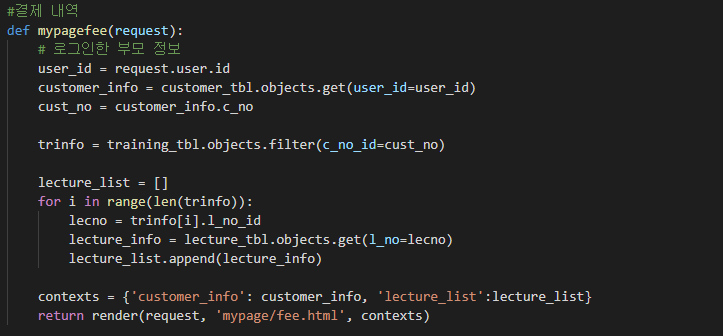 #결제 내역
def mypagefee(request):
    # 로그인한 부모 정보
    user_id = request.user.id
    customer_info = customer_tbl.objects.get(user_id=user_id)
    cust_no = customer_info.c_no

    trinfo = training_tbl.objects.filter(c_no_id=cust_no)

    lecture_list = []
    for i in range(len(trinfo)):
        lecno = trinfo[i].l_no_id
        lecture_info = lecture_tbl.objects.get(l_no=lecno)
        lecture_list.append(lecture_info)

    contexts = {'customer_info': customer_info, 'lecture_list':lecture_list}
    return render(request, 'mypage/fee.html', contexts)